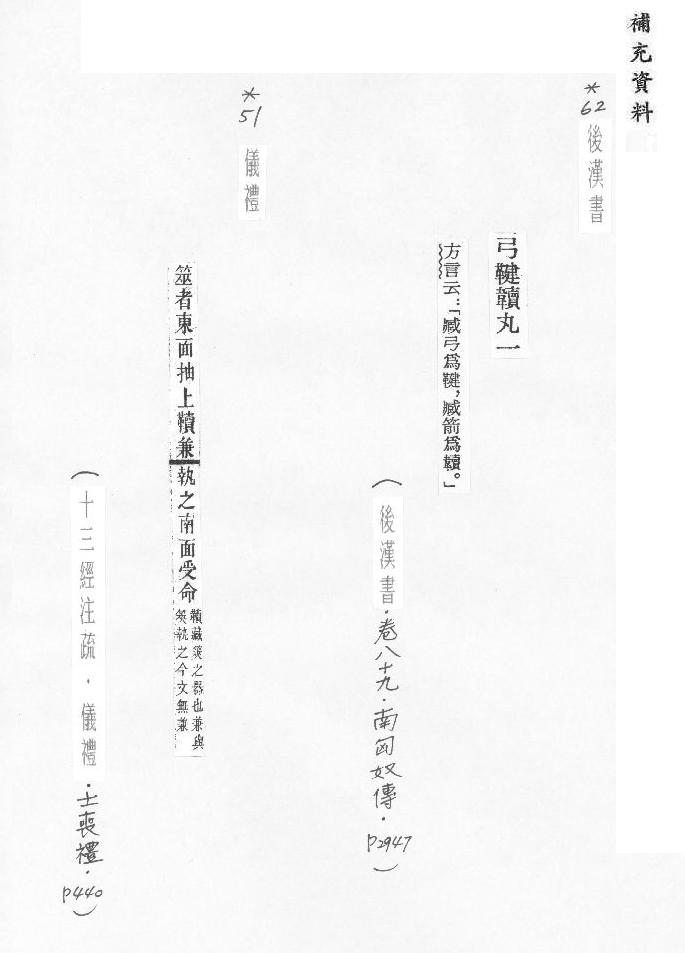 補充資料
*62
後漢書
弓鞬韥丸一
方言云：「臧弓爲鞬，臧箭爲韥。」
（後漢書・卷八十九・南匈奴傳・p2947）
*51
儀禮
筮者東面抽上韇兼執之南面受命
韇藏筴之器也兼與
筴執之今文無兼
（十三經注疏・儀禮・士喪禮・p440）